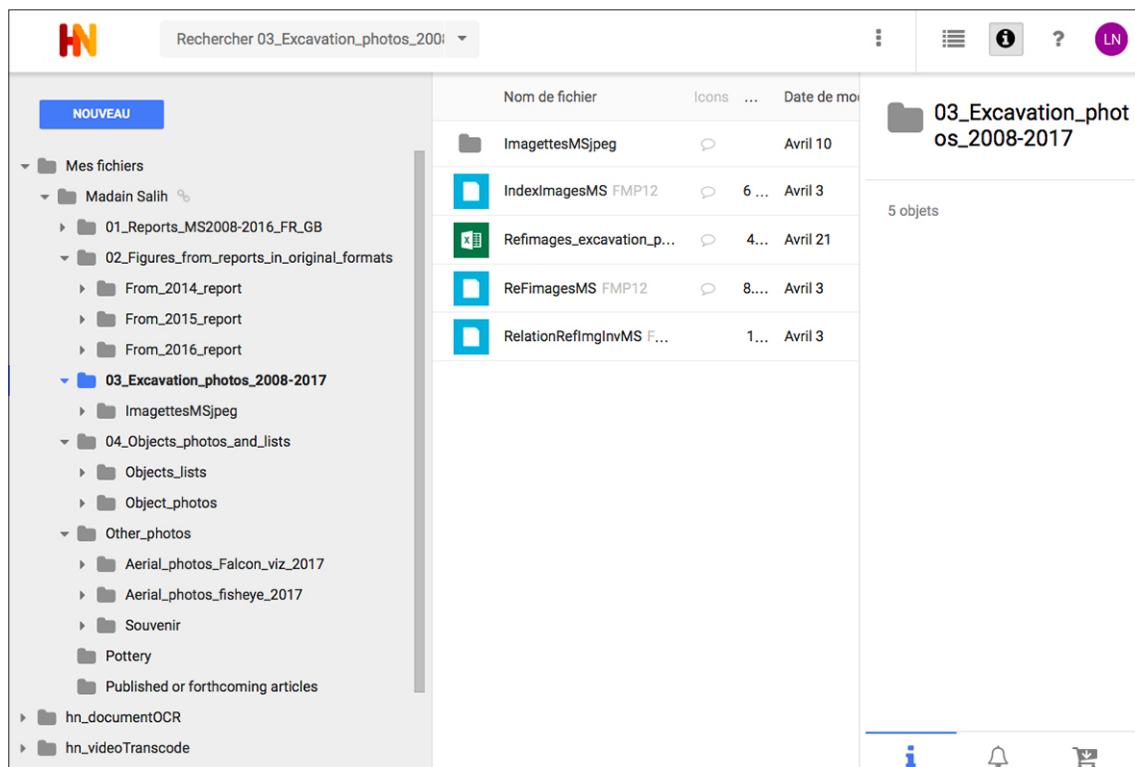 HN
Rechercher 03_Excavation_photos_200
?
LN
NOUVEAU
Mes fichiers
Madain Salih
01_Reports_MS2008-2016_FR_GB
02_Figures_from_reports_in_original_formats
From_2014_report
From_2015_report
From_2016_report
03_Excavation_photos_2008-2017
ImagettesMSjpeg
04_Objects_photos_and_lists
Objects_lists
Object_photos
Other_photos
Aerial_photos_Falcon_viz_2017
Aerial_photos_fisheye_2017
Souvenir
Pottery
Published or forthcoming articles
hn_documentOCR
hn_videoTranscode
Nom de fichier Icons ... Date de mo
ImagettesMSjpeg Avril 10
IndexImagesMS FMP12 6 ... Avril 3
Refimages_excavation_p... 4... Avril 21
ReFimagesMS FMP12 8.... Avril 3
RelationRefImgInvMS F... 1... Avril 3
03_Excavation_phot
os_2008-2017
5 objets